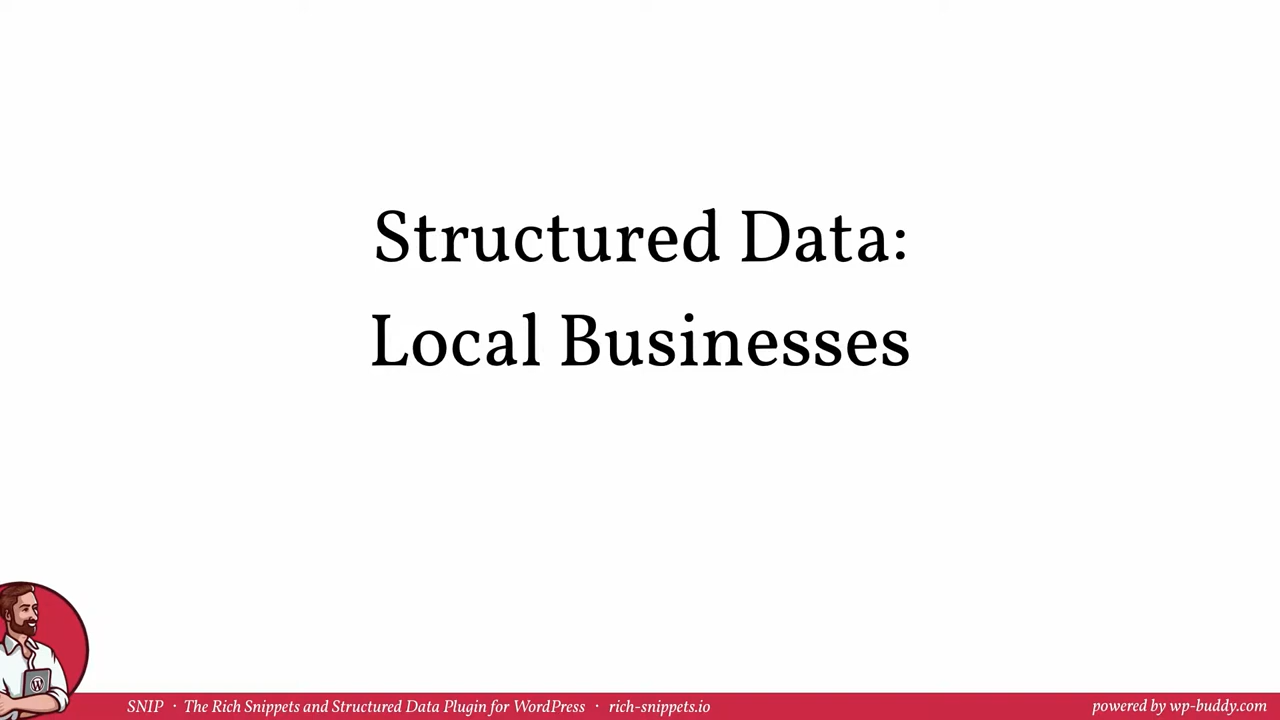 Structured Data:
Local Businesses
SNIP · The Rich Snippets and Structured Data Plugin for WordPress · rich-snippets.io
powered by wp-buddy.com